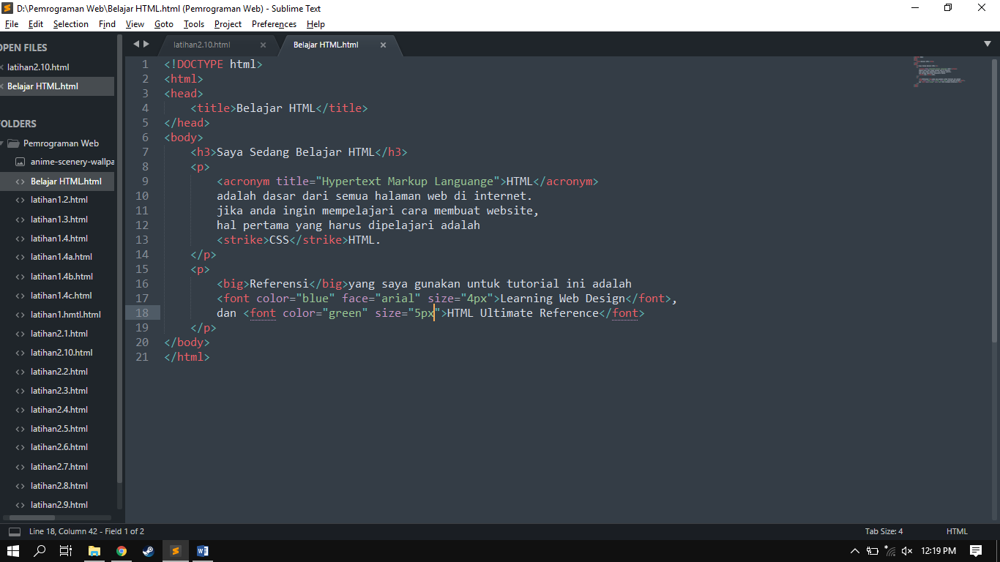 D:\Pemrograman Web\Belajar HTML.html (Pemrograman Web) - Sublime Text
File Edit Selection Find View Goto Tools Project Preferences Help
OPEN FILES
latihan2.10.html
Belajar HTML.html
FOLDERS
Pemrograman Web
anime-scenery-wallpa
Belajar HTML.html
latihan1.2.html
latihan1.3.html
latihan1.4.html
latihan1.4a.html
latihan1.4b.html
latihan1.4c.html
latihan1.hmtl.html
latihan2.1.html
latihan2.10.html
latihan2.2.html
latihan2.3.html
latihan2.4.html
latihan2.5.html
latihan2.6.html
latihan2.7.html
latihan2.8.html
latihan2.9.html
latihan2.10.html Belajar HTML.html
1 <!DOCTYPE html>
2 <html>
3 <head>
4     <title>Belajar HTML</title>
5 </head>
6 <body>
7     <h3>Saya Sedang Belajar HTML</h3>
8     <p>
9         <acronym title="Hypertext Markup Languange">HTML</acronym>
10         adalah dasar dari semua halaman web di internet.
11         jika anda ingin mempelajari cara membuat website,
12         hal pertama yang harus dipelajari adalah
13         <strike>CSS</strike>HTML.
14     </p>
15     <p>
16         <big>Referensi</big>yang saya gunakan untuk tutorial ini adalah
17         <font color="blue" face="arial" size="4px">Learning Web Design</font>,
18         dan <font color="green" size="5px">HTML Ultimate Reference</font>
19     </p>
20 </body>
21 </html>
Line 18, Column 42 - Field 1 of 2 Tab Size: 4 HTML
12:19 PM